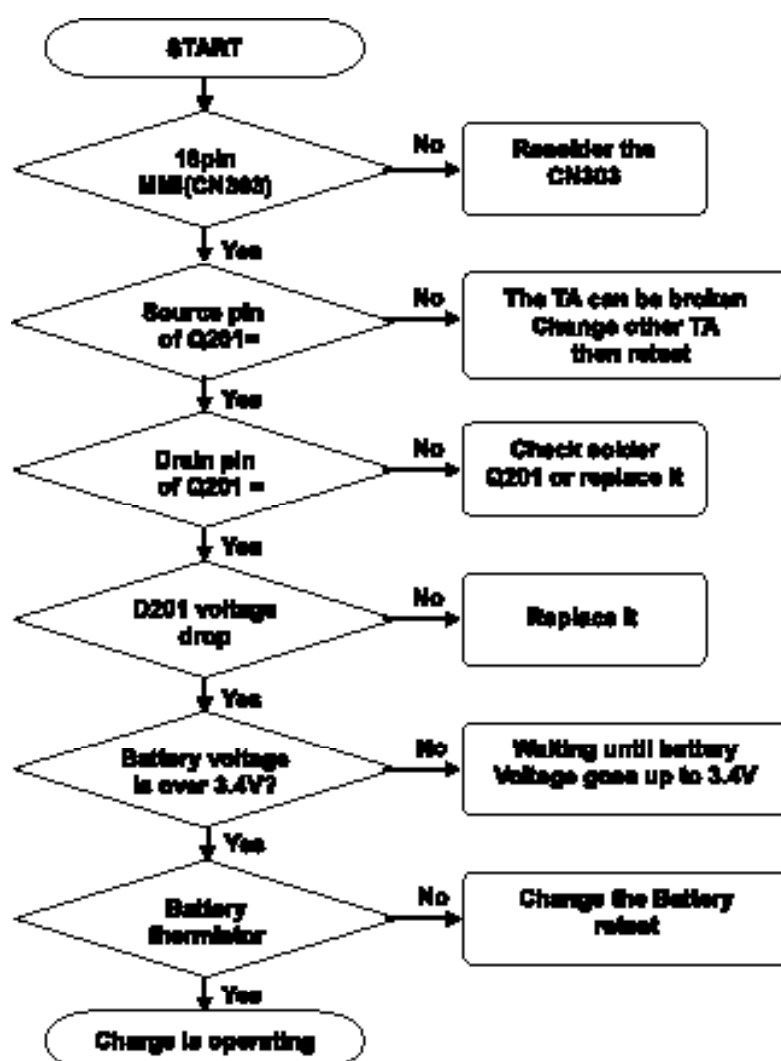 START
No
18pin
MMI(CN303)
Resolder the
CN303
Yes
No
Source pin
of Q201=
The TA can be broken
Change other TA
then retest
Yes
No
Drain pin
of Q201 =
Check solder
Q201 or replace it
Yes
No
D201 voltage
drop
Replace it
Yes
No
Battery voltage
is over 3.4V?
Waiting until battery
Voltage goes up to 3.4V
Yes
No
Battery
thermistor
Change the Battery
retest
Yes
Charge is operating